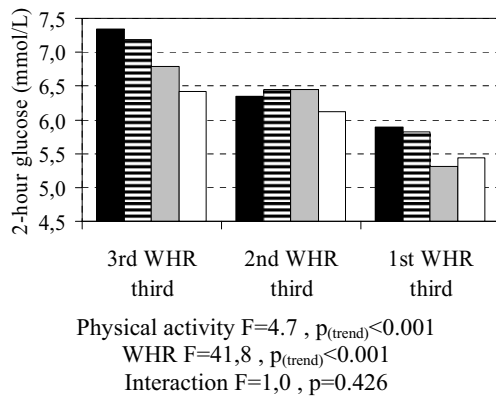 2-hour glucose (mmol/L)
7,5
7,0
6,5
6,0
5,5
5,0
4,5
3rd WHR third
2nd WHR third
1st WHR third
Physical activity F=4.7 , p(trend)<0.001
WHR F=41,8 , p(trend)<0.001
Interaction F=1,0 , p=0.426